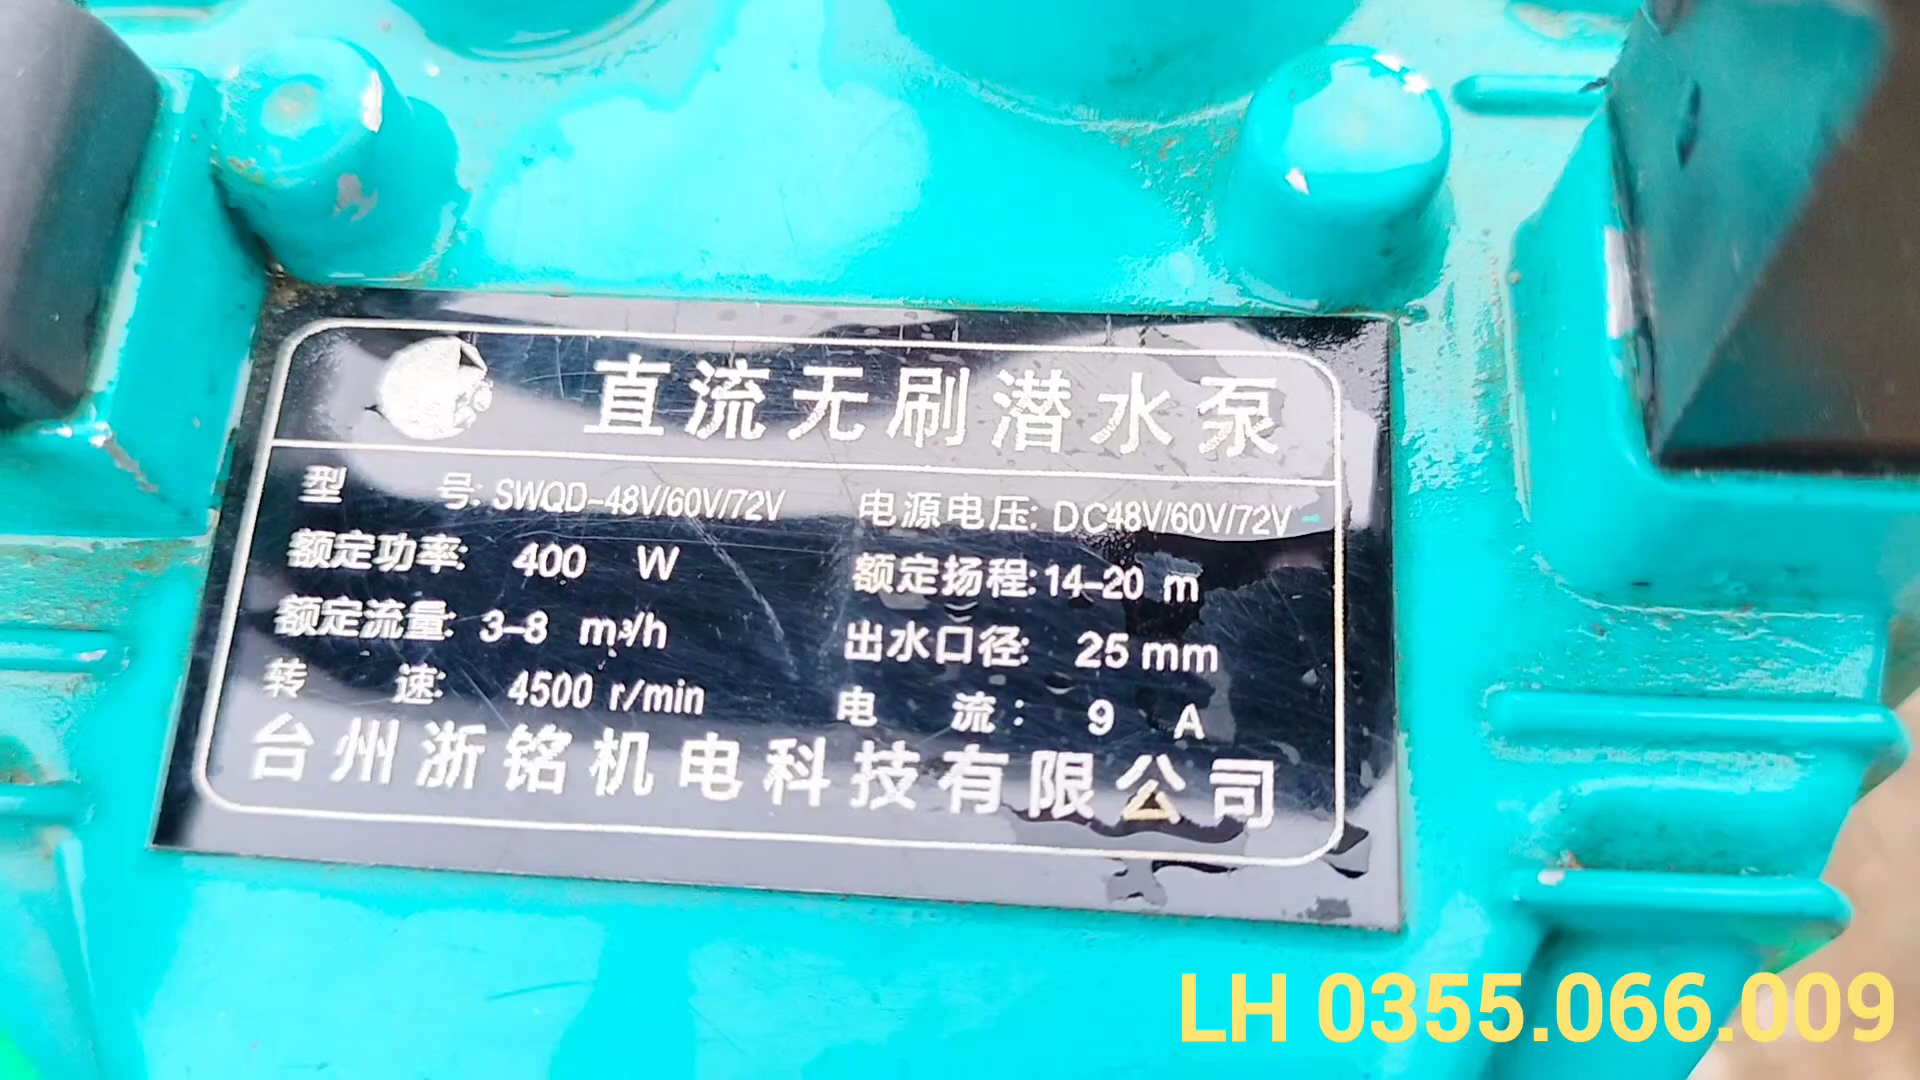 直流无刷潜水泵
型 号: SWQD-48V/60V/72V 电源电压: DC48V/60V/72V
额定功率: 400 W 额定扬程: 14-20 m
额定流量: 3-8 m³/h 出水口径: 25 mm
转 速: 4500 r/min 电 流: 9 A
台州浙铭机电科技有限公司
LH 0355.066.009